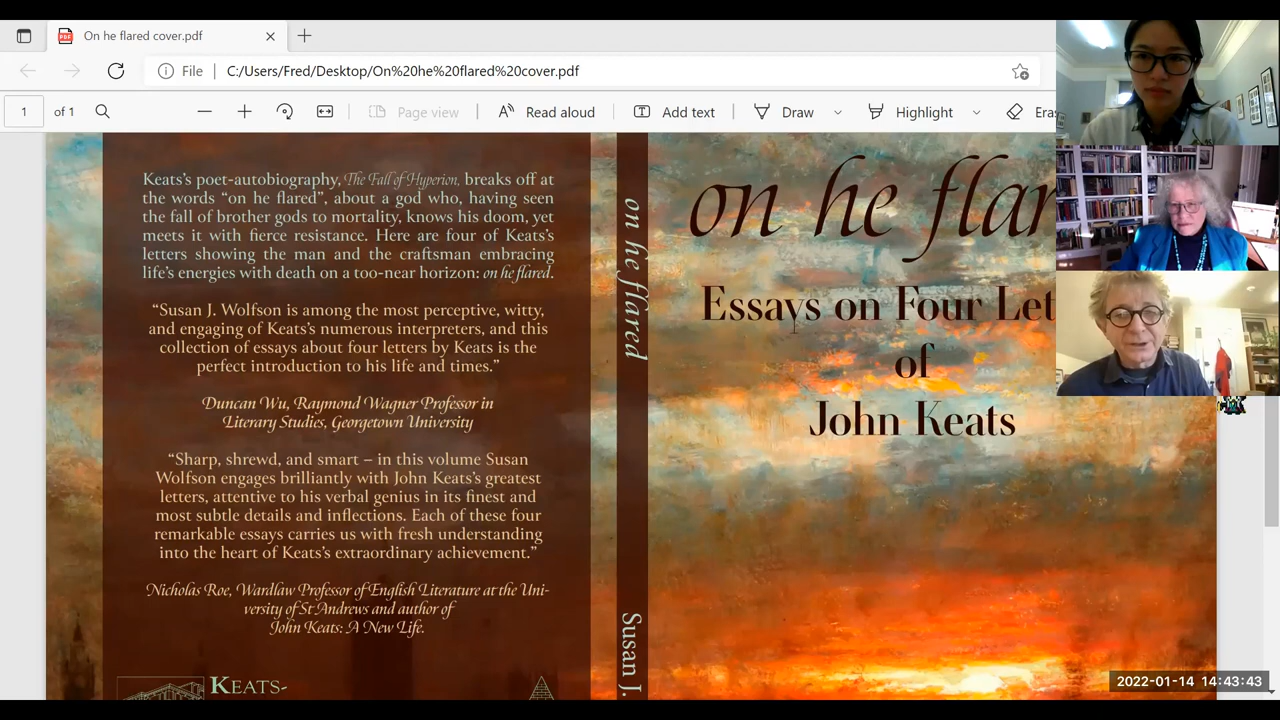 On he flared cover.pdf
File
C:/Users/Fred/Desktop/On%20he%20flared%20cover.pdf
1
of 1
Page view
Read aloud
Add text
Draw
Highlight
Eras
Keats's poet-autobiography, The Fall of Hyperion, breaks off at
the words "on he flared", about a god who, having seen
the fall of brother gods to mortality, knows his doom, yet
meets it with fierce resistance. Here are four of Keats's
letters showing the man and the craftsman embracing
life's energies with death on a too-near horizon: on he flared.
"Susan J. Wolfson is among the most perceptive, witty,
and engaging of Keats's numerous interpreters, and this
collection of essays about four letters by Keats is the
perfect introduction to his life and times."
Duncan Wu, Raymond Wagner Professor in
Literary Studies, Georgetown University
"Sharp, shrewd, and smart – in this volume Susan
Wolfson engages brilliantly with John Keats's greatest
letters, attentive to his verbal genius in its finest and
most subtle details and inflections. Each of these four
remarkable essays carries us with fresh understanding
into the heart of Keats's extraordinary achievement."
Nicholas Roe, Wardlaw Professor of English Literature at the Uni-
versity of St Andrews and author of
John Keats: A New Life.
KEATS-
on he flared
Susan J.
on he flar
Essays on Four Let
of
John Keats
2022-01-14 14:43:43